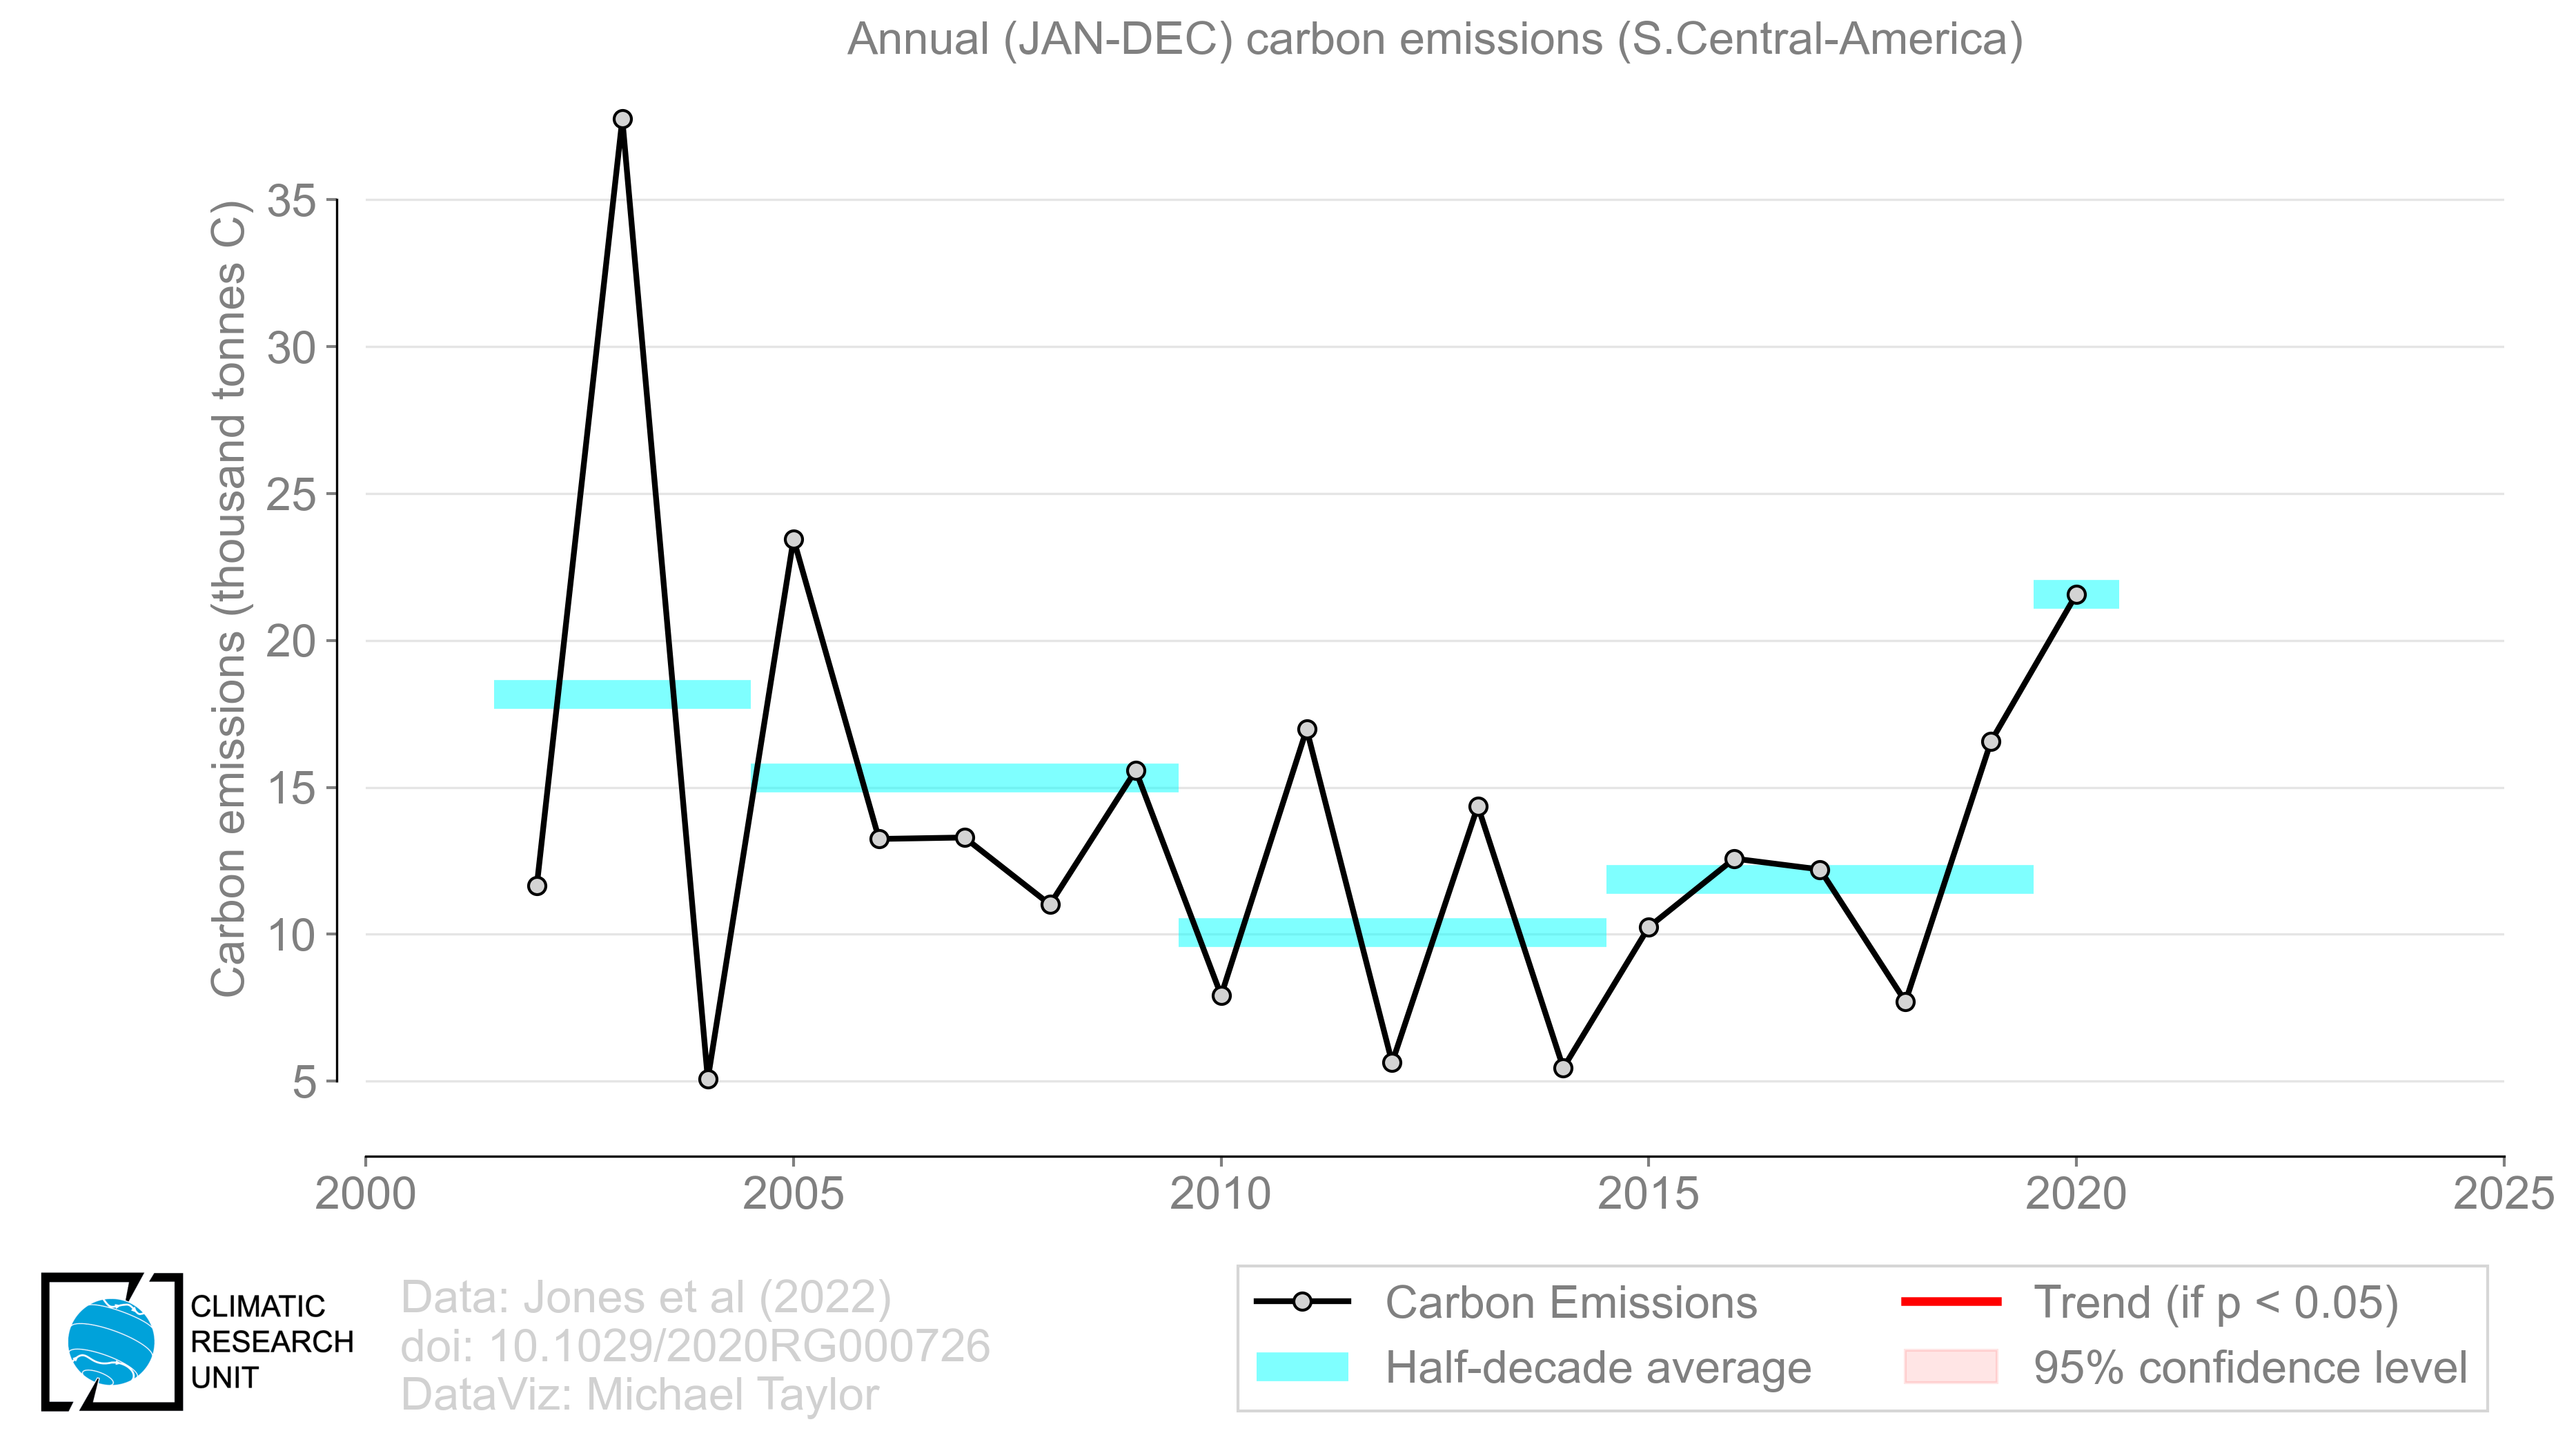 Annual (JAN-DEC) carbon emissions (S.Central-America)
Carbon emissions (thousand tonnes C)
35
30
25
20
15
10
5
2000 2005 2010 2015 2020 2025
CLIMATIC
RESEARCH
UNIT
Data: Jones et al (2022)
doi: 10.1029/2020RG000726
DataViz: Michael Taylor
Carbon Emissions
Half-decade average
Trend (if p < 0.05)
95% confidence level